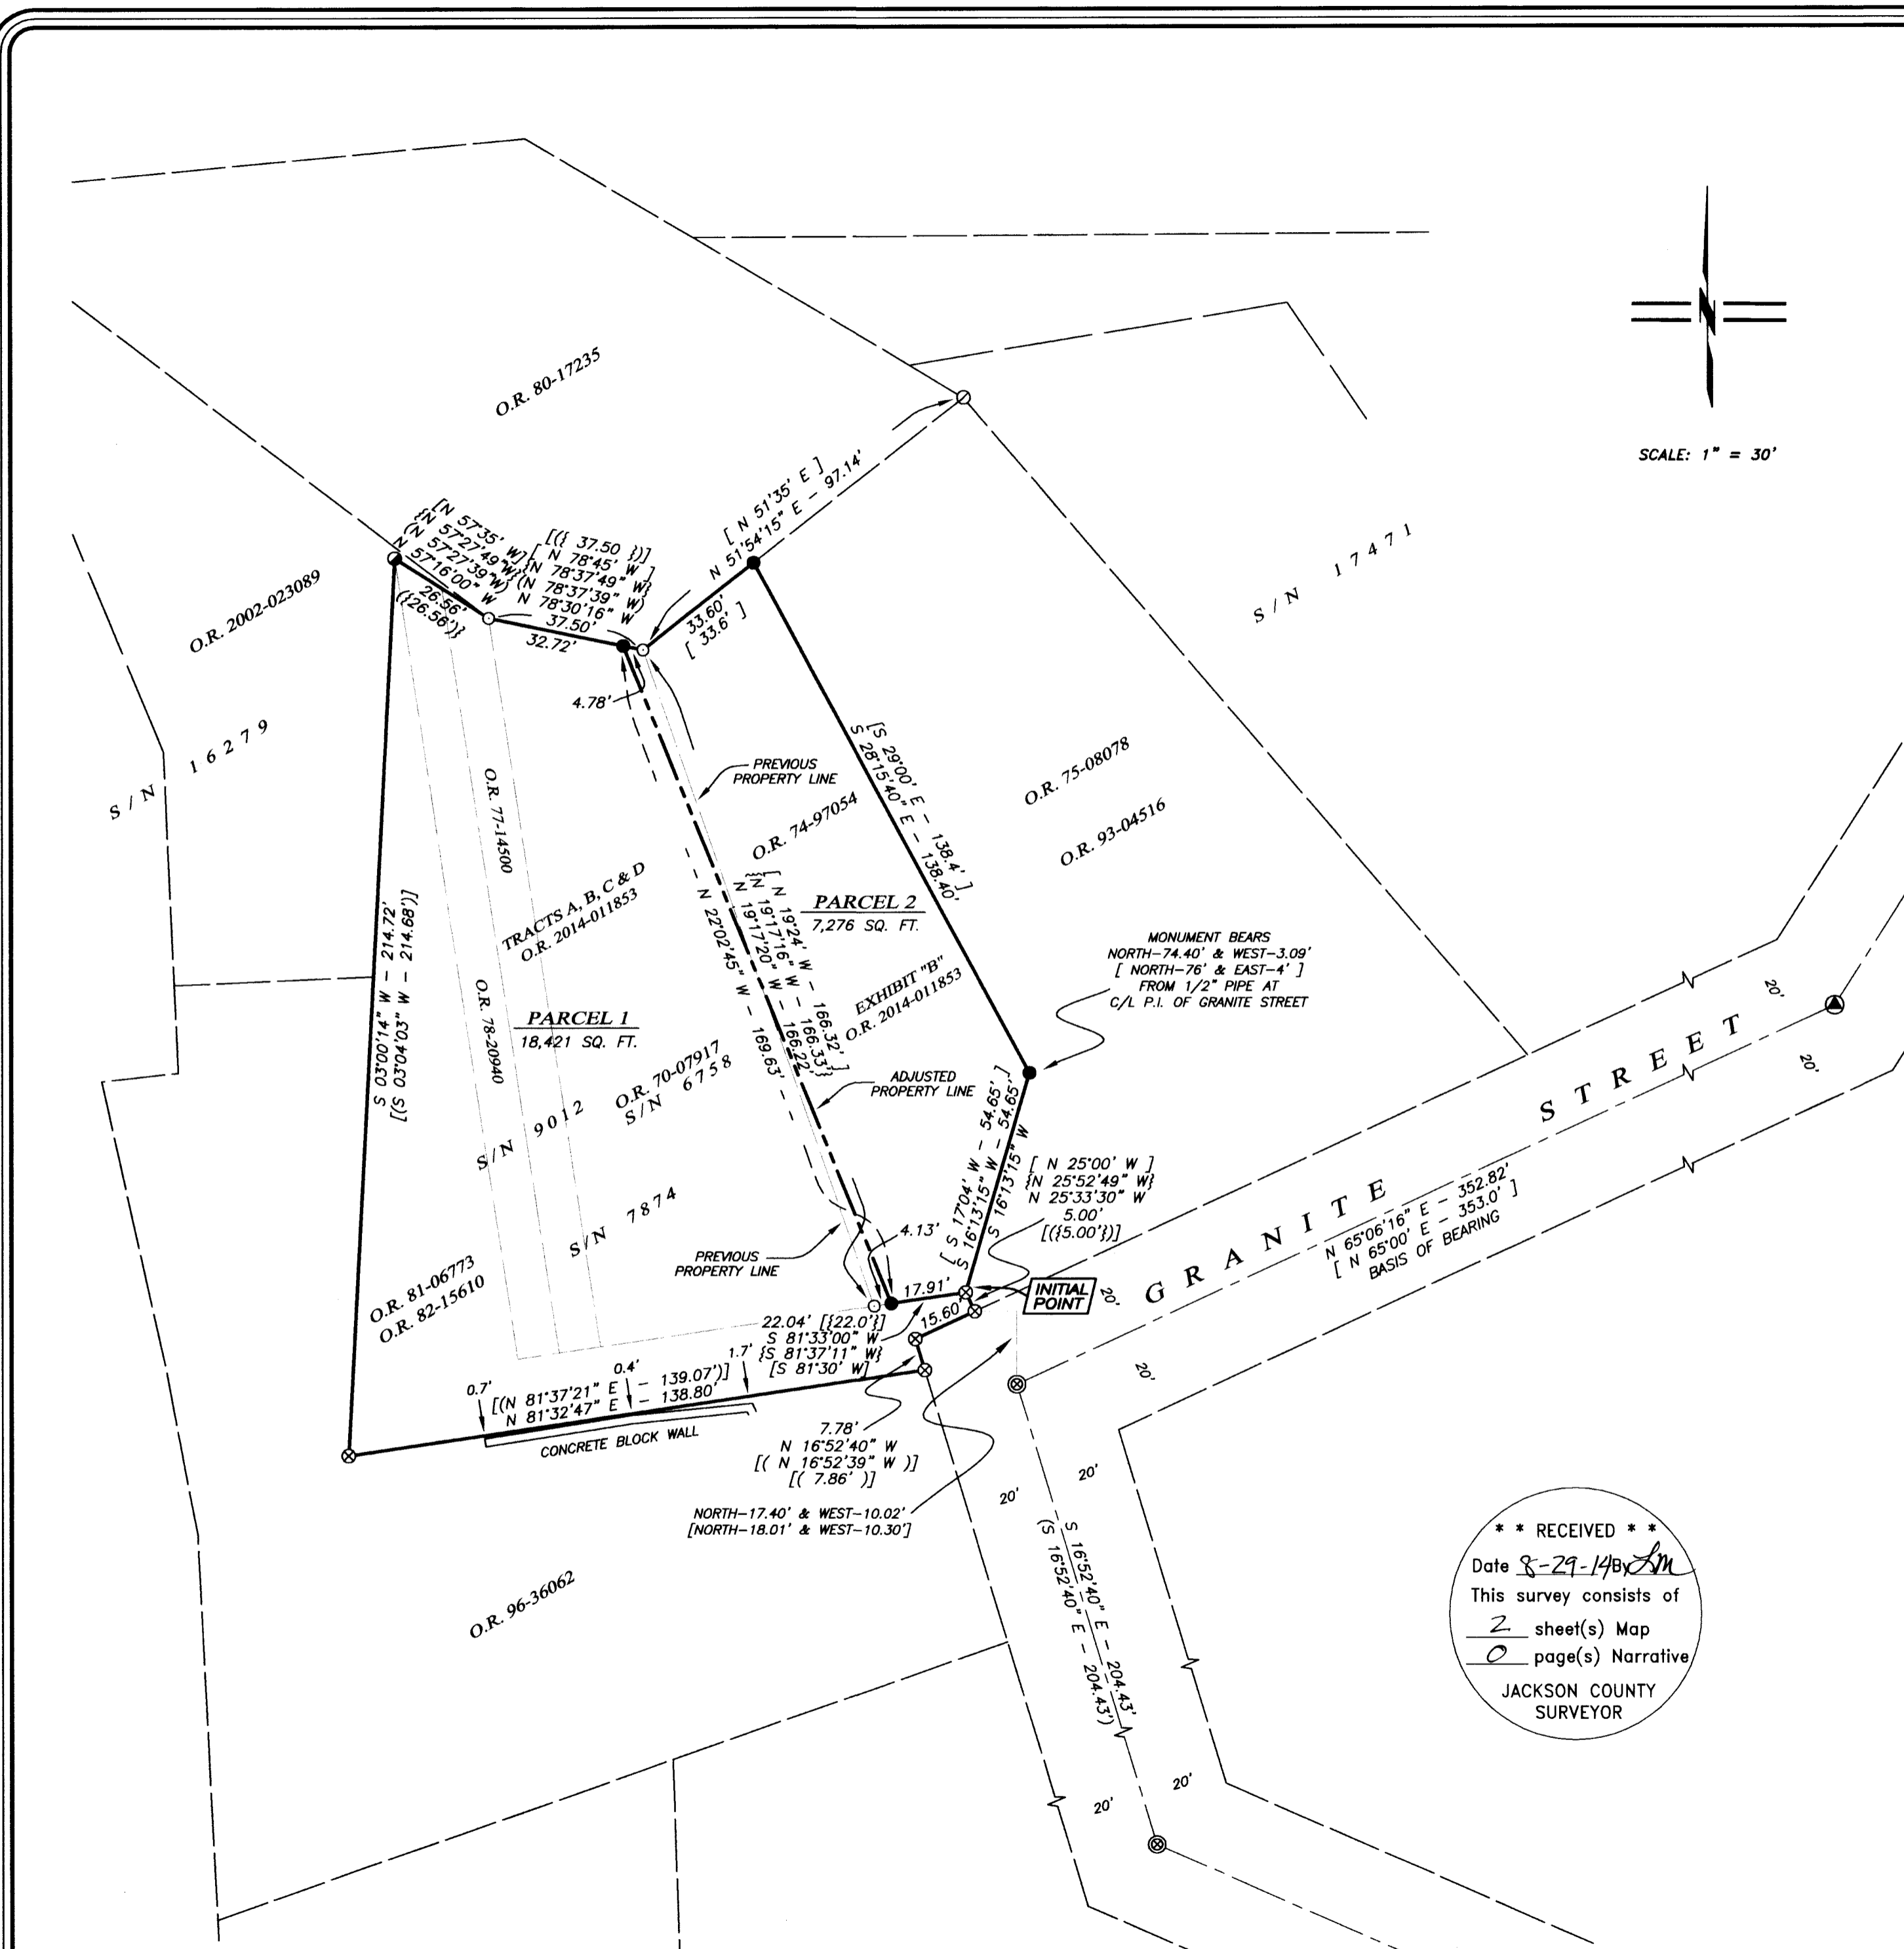 SCALE: 1" = 30'
O.R. 80-17235
S/N 17471
O.R. 2002-023089
S/N 16279
[N 57°35' W]
{N 57°27'49"W}
(N 57°27'39"W)
N 57°16'00" W
26.56'
({26.56'})
[({ 37.50 })]
[ N 78°45' W ]
{N 78°37'49" W}
(N 78°37'39" W)
N 78°30'16" W
37.50'
32.72'
4.78'
[ N 51°35' E ]
N 51°54'15" E - 97.14'
33.60'
[ 33.6' ]
PREVIOUS
PROPERTY LINE
O.R. 77-14500
O.R. 74-97054
[S 29°00' E - 138.4' ]
S 28°15'40" E - 138.40'
O.R. 75-08078
O.R. 93-04516
TRACTS A, B, C & D
O.R. 2014-011853
PARCEL 2
7,276 SQ. FT.
[ N 19°24' W - 166.32' ]
{N 19°17'16" W - 166.33'}
N 19°17'20" W - 166.22'
N 22°02'45" W - 169.63'
EXHIBIT "B"
O.R. 2014-011853
MONUMENT BEARS
NORTH-74.40' & WEST-3.09'
[ NORTH-76' & EAST-4' ]
FROM 1/2" PIPE AT
C/L P.I. OF GRANITE STREET
S 03°00'14" W - 214.72'
[(S 03°04'03" W - 214.68')]
O.R. 78-20940
PARCEL 1
18,421 SQ. FT.
O.R. 70-07917
S/N 6758
S/N 9012
ADJUSTED
PROPERTY LINE
S/N 7874
[ S 17°04' W - 54.65' ]
S 16°13'15" W - 54.65'
S 16°13'15" W
[ N 25°00' W ]
{N 25°52'49" W}
N 25°33'30" W
5.00'
[({5.00'})]
GRANITE STREET
N 65°06'16" E - 352.82'
[ N 65°00' E - 353.0' ]
BASIS OF BEARING
20'
20'
20'
20'
PREVIOUS
PROPERTY LINE
4.13'
17.91'
15.60'
INITIAL
POINT
O.R. 81-06773
O.R. 82-15610
22.04' [{22.0'}]
S 81°33'00" W
{S 81°37'11" W}
[S 81°30' W]
0.7'
0.4'
1.7'
[(N 81°37'21" E - 139.07')]
N 81°32'47" E - 138.80'
CONCRETE BLOCK WALL
7.78'
N 16°52'40" W
[( N 16°52'39" W )]
[( 7.86' )]
NORTH-17.40' & WEST-10.02'
[NORTH-18.01' & WEST-10.30']
20'
20'
S 16°52'40" E - 204.43'
(S 16°52'40" E - 204.43')
20'
20'
O.R. 96-36062
* * RECEIVED * *
Date 8-29-14 By
This survey consists of
2 sheet(s) Map
0 page(s) Narrative
JACKSON COUNTY
SURVEYOR